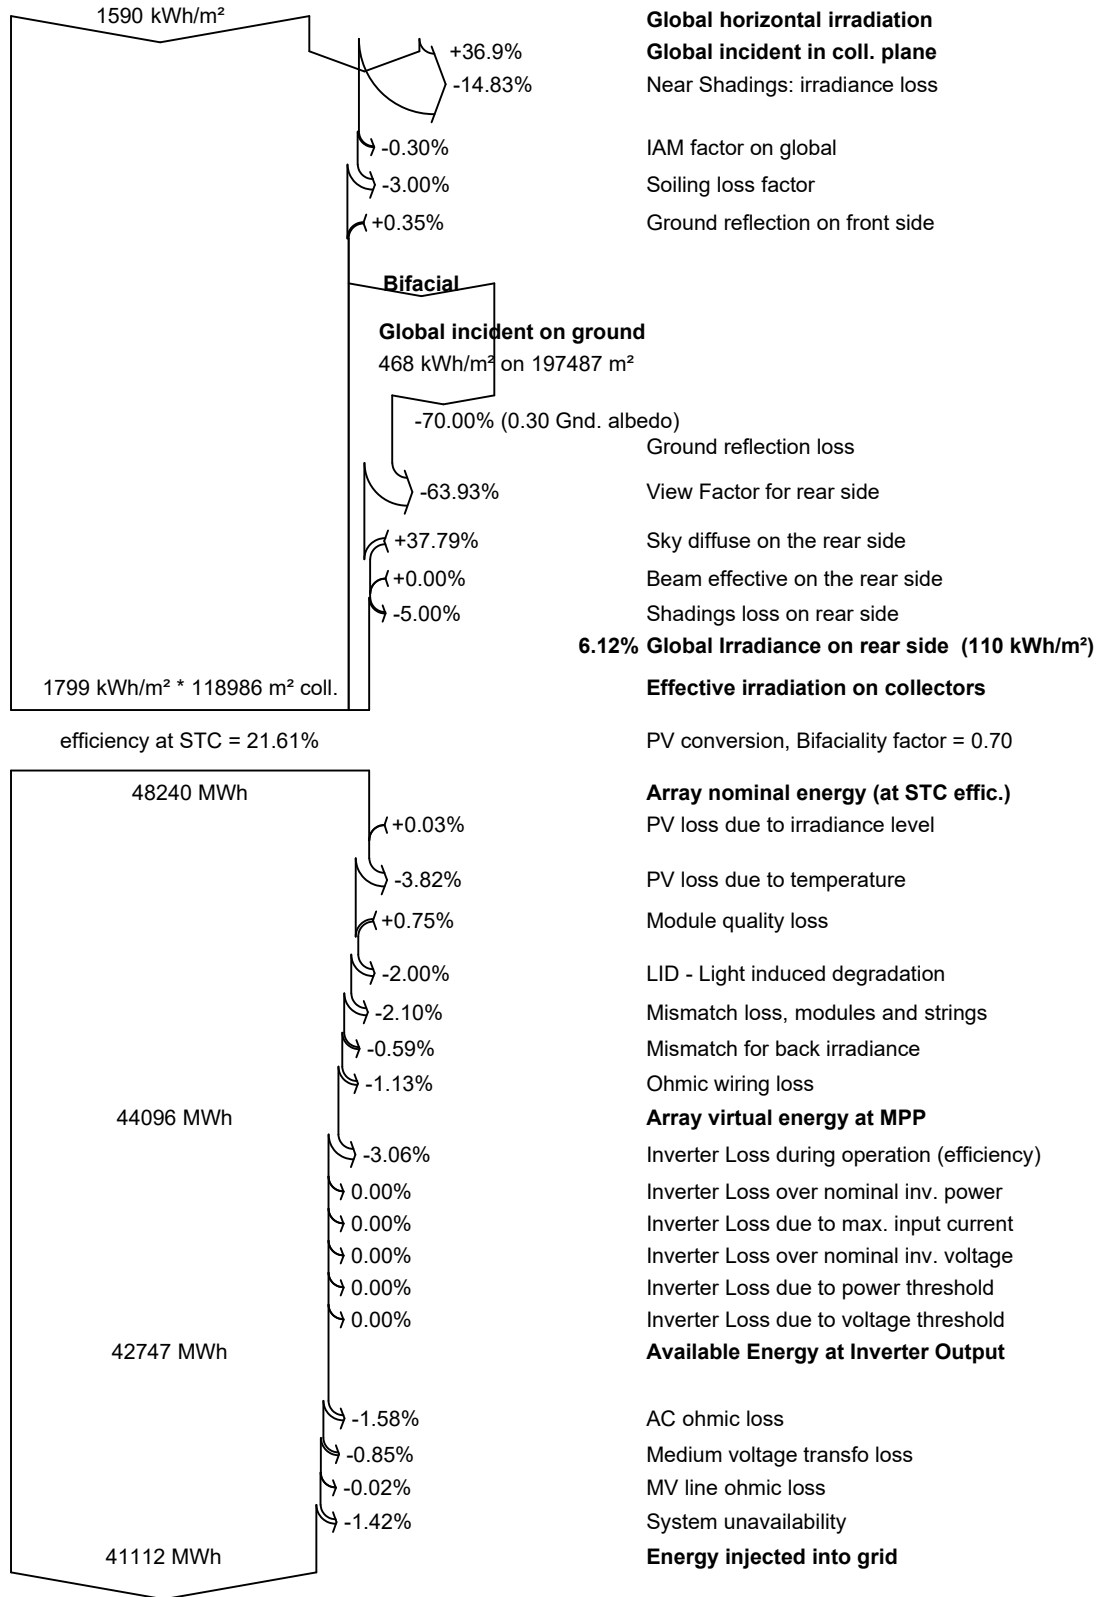 1590 kWh/m² Global horizontal irradiation
+36.9% Global incident in coll. plane
-14.83% Near Shadings: irradiance loss
-0.30% IAM factor on global
-3.00% Soiling loss factor
+0.35% Ground reflection on front side
Bifacial
Global incident on ground
468 kWh/m² on 197487 m²
-70.00% (0.30 Gnd. albedo)
Ground reflection loss
-63.93% View Factor for rear side
+37.79% Sky diffuse on the rear side
+0.00% Beam effective on the rear side
-5.00% Shadings loss on rear side
6.12% Global Irradiance on rear side (110 kWh/m²)
1799 kWh/m² * 118986 m² coll. Effective irradiation on collectors
efficiency at STC = 21.61% PV conversion, Bifaciality factor = 0.70
48240 MWh Array nominal energy (at STC effic.)
+0.03% PV loss due to irradiance level
-3.82% PV loss due to temperature
+0.75% Module quality loss
-2.00% LID - Light induced degradation
-2.10% Mismatch loss, modules and strings
-0.59% Mismatch for back irradiance
-1.13% Ohmic wiring loss
44096 MWh Array virtual energy at MPP
-3.06% Inverter Loss during operation (efficiency)
0.00% Inverter Loss over nominal inv. power
0.00% Inverter Loss due to max. input current
0.00% Inverter Loss over nominal inv. voltage
0.00% Inverter Loss due to power threshold
0.00% Inverter Loss due to voltage threshold
42747 MWh Available Energy at Inverter Output
-1.58% AC ohmic loss
-0.85% Medium voltage transfo loss
-0.02% MV line ohmic loss
-1.42% System unavailability
41112 MWh Energy injected into grid